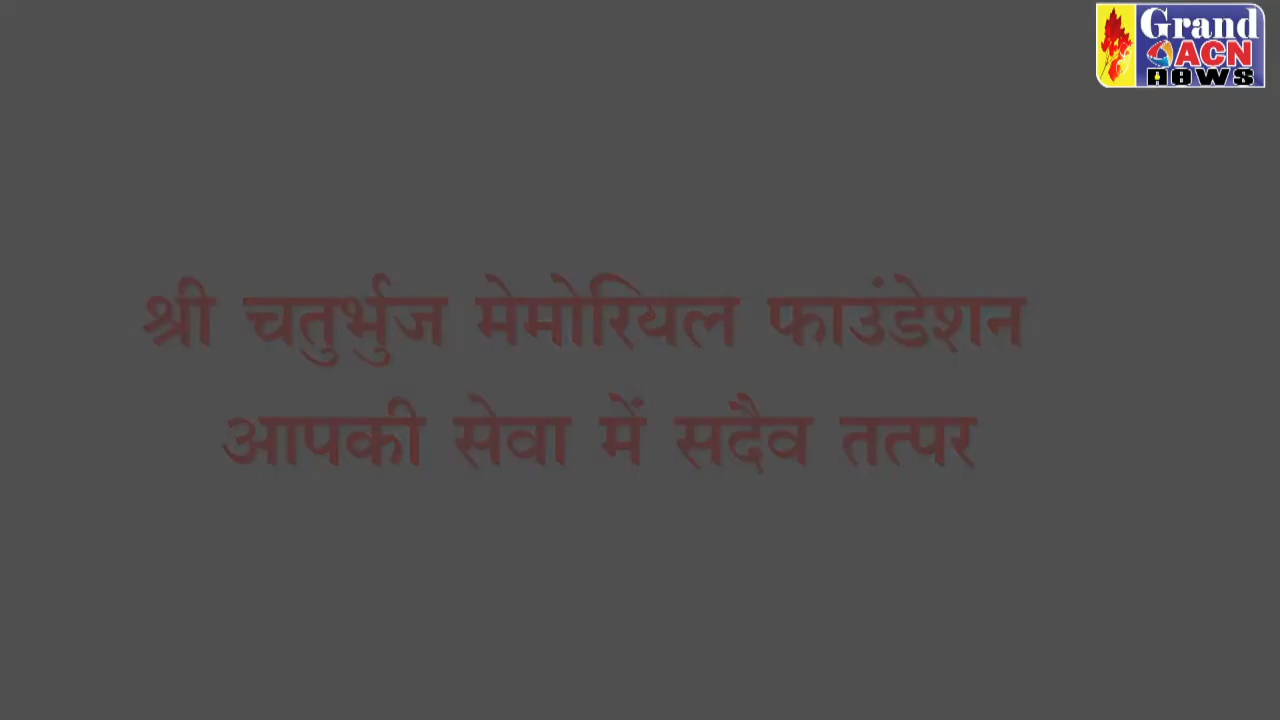 Grand
ACN
news
श्री चतुर्भुज मेमोरियल फाउंडेशन
आपकी सेवा में सदैव तत्पर